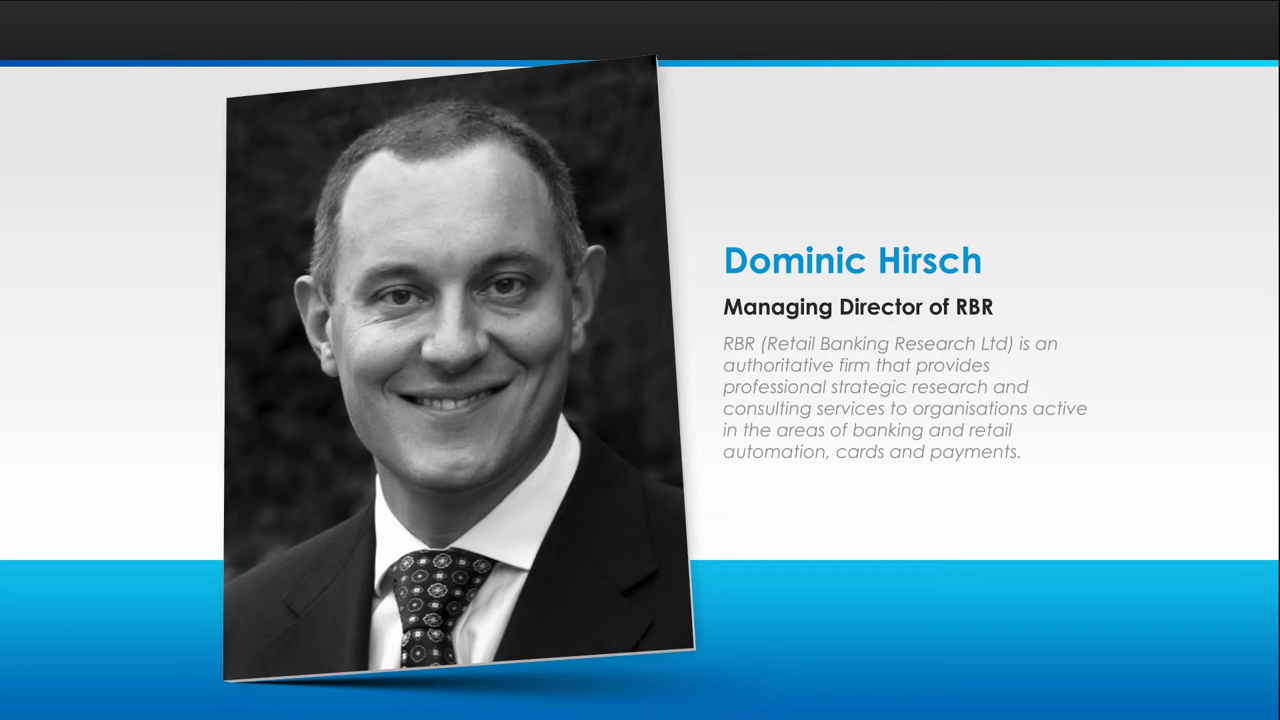 Dominic Hirsch
Managing Director of RBR
RBR (Retail Banking Research Ltd) is an
authoritative firm that provides
professional strategic research and
consulting services to organisations active
in the areas of banking and retail
automation, cards and payments.